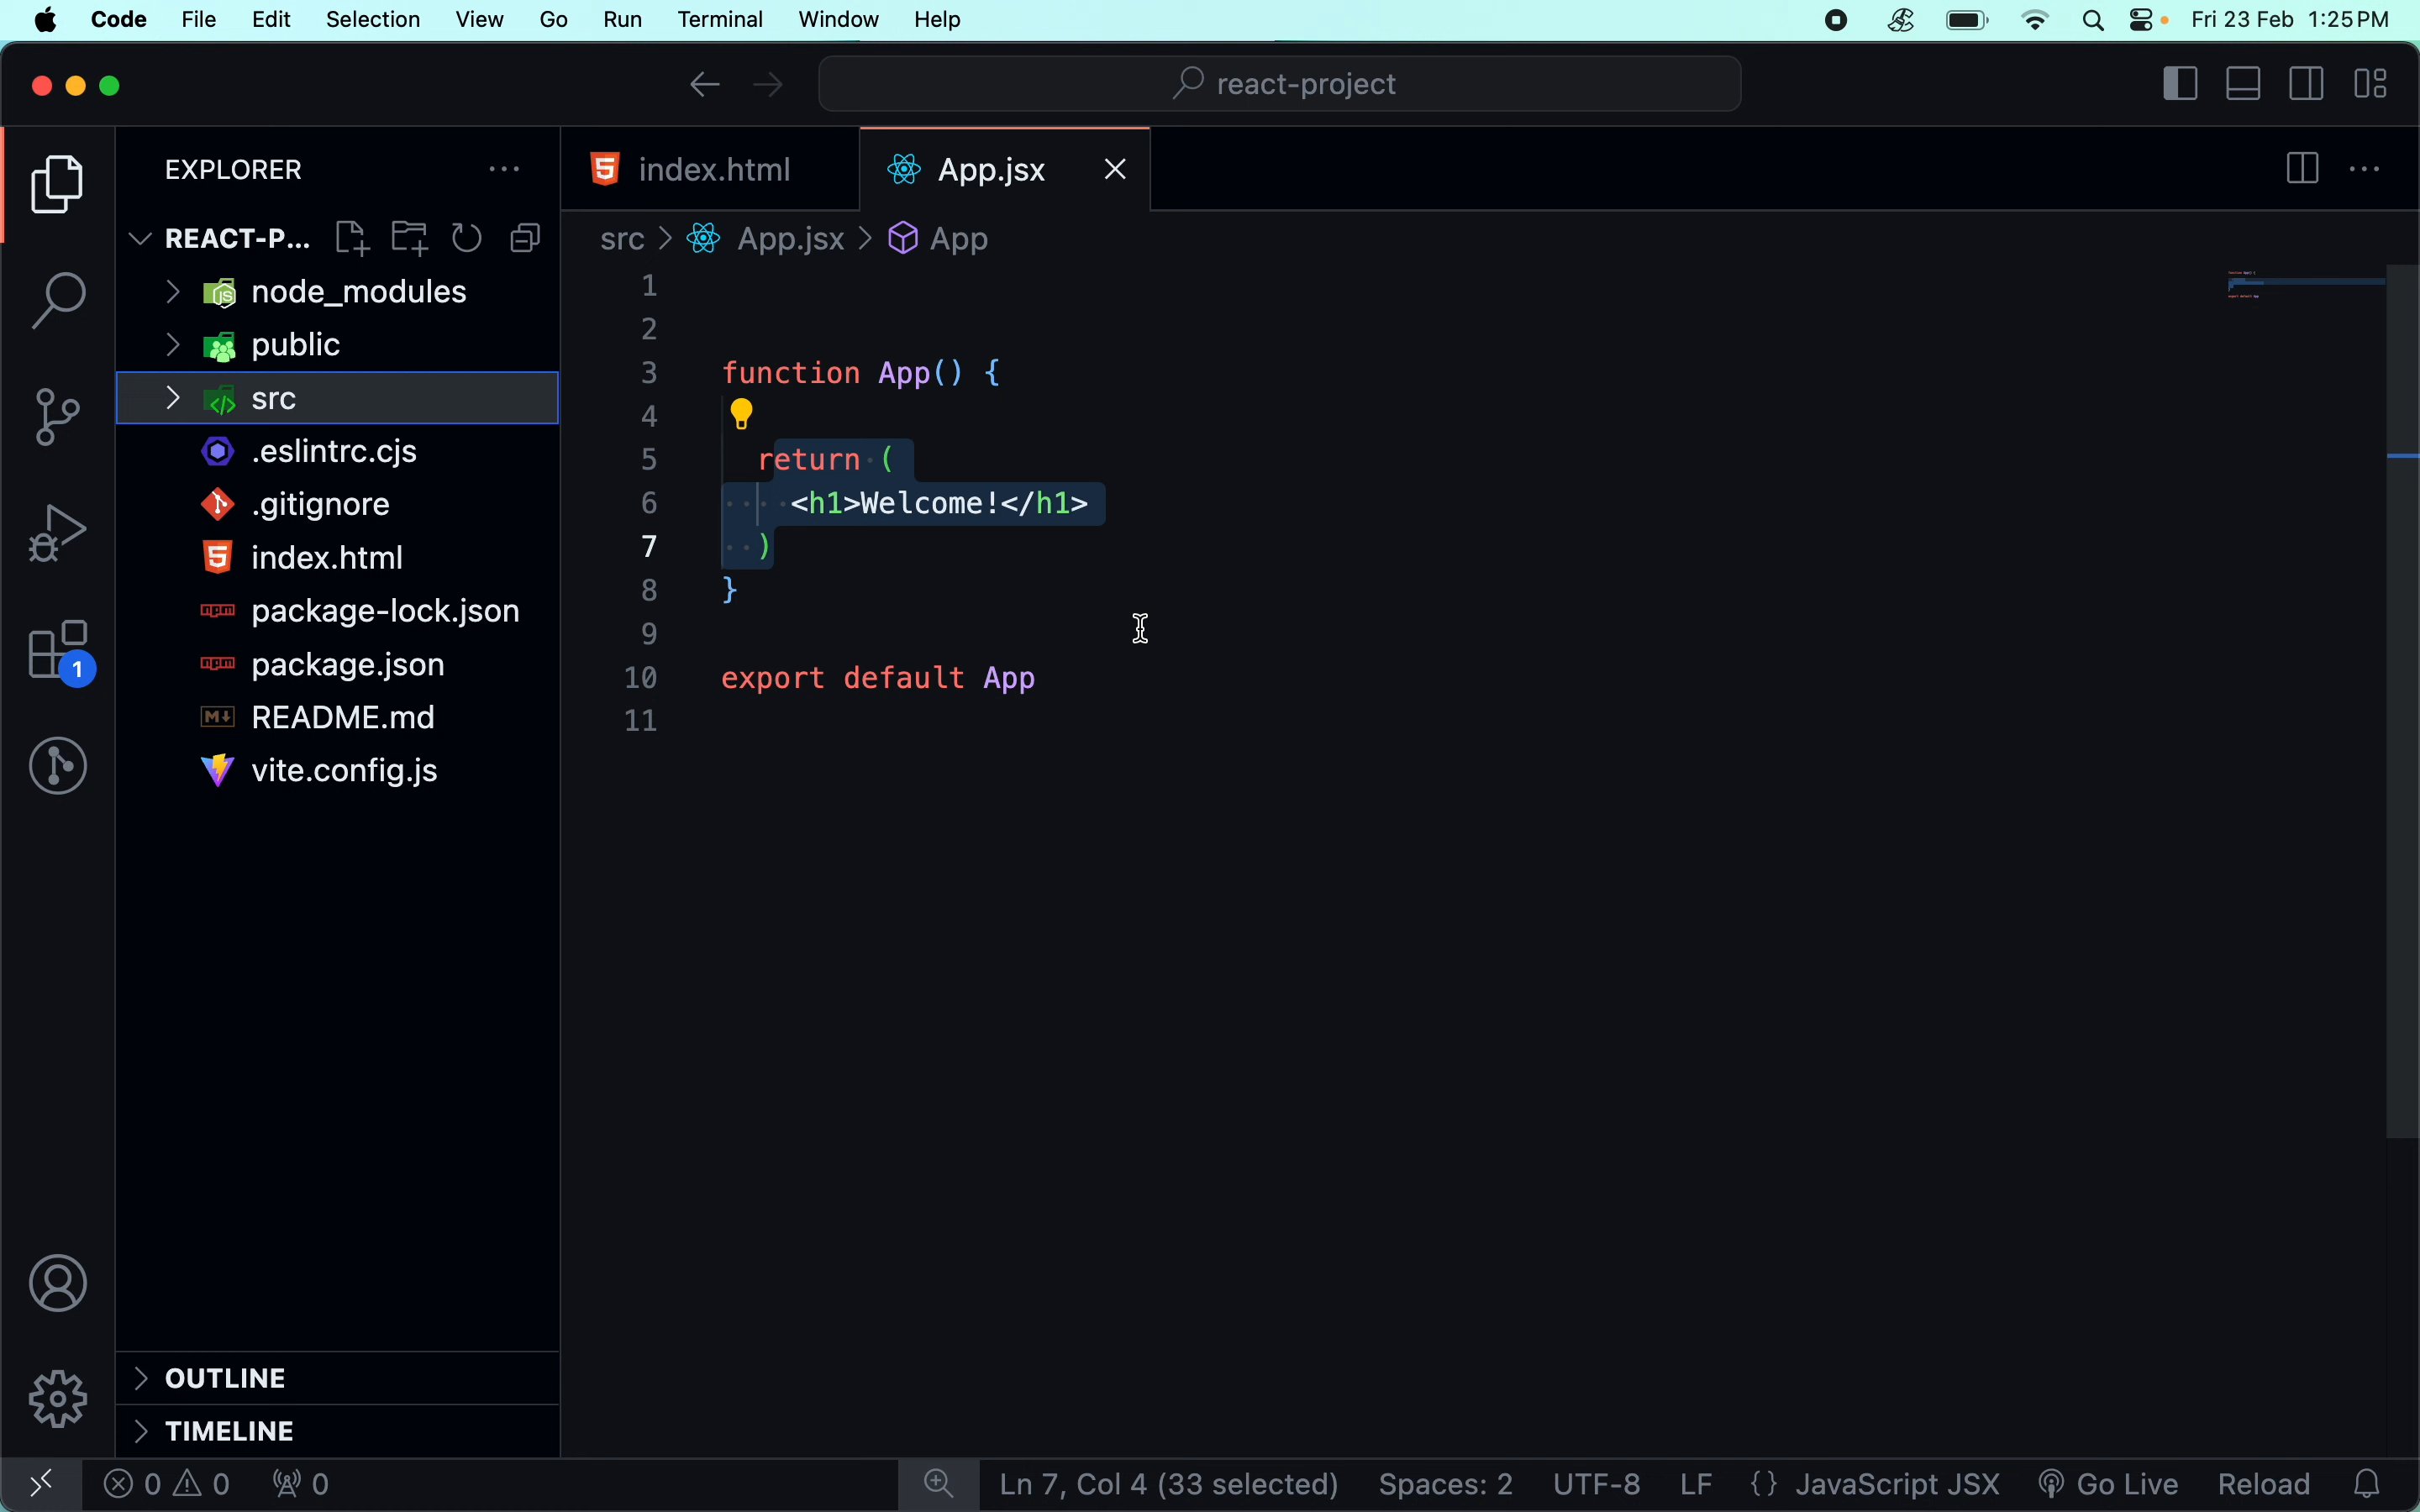 Code File Edit Selection View Go Run Terminal Window Help Fri 23 Feb 1:25 PM
react-project
EXPLORER
REACT-P...
node_modules
public
src
.eslintrc.cjs
.gitignore
index.html
package-lock.json
package.json
README.md
vite.config.js
OUTLINE
TIMELINE
1
index.html App.jsx
src > App.jsx > App
1
2
3 function App() {
4
5 return (
6 <h1>Welcome!</h1>
7 )
8 }
9
10 export default App
11
0 0 0 Ln 7, Col 4 (33 selected) Spaces: 2 UTF-8 LF {} JavaScript JSX Go Live Reload